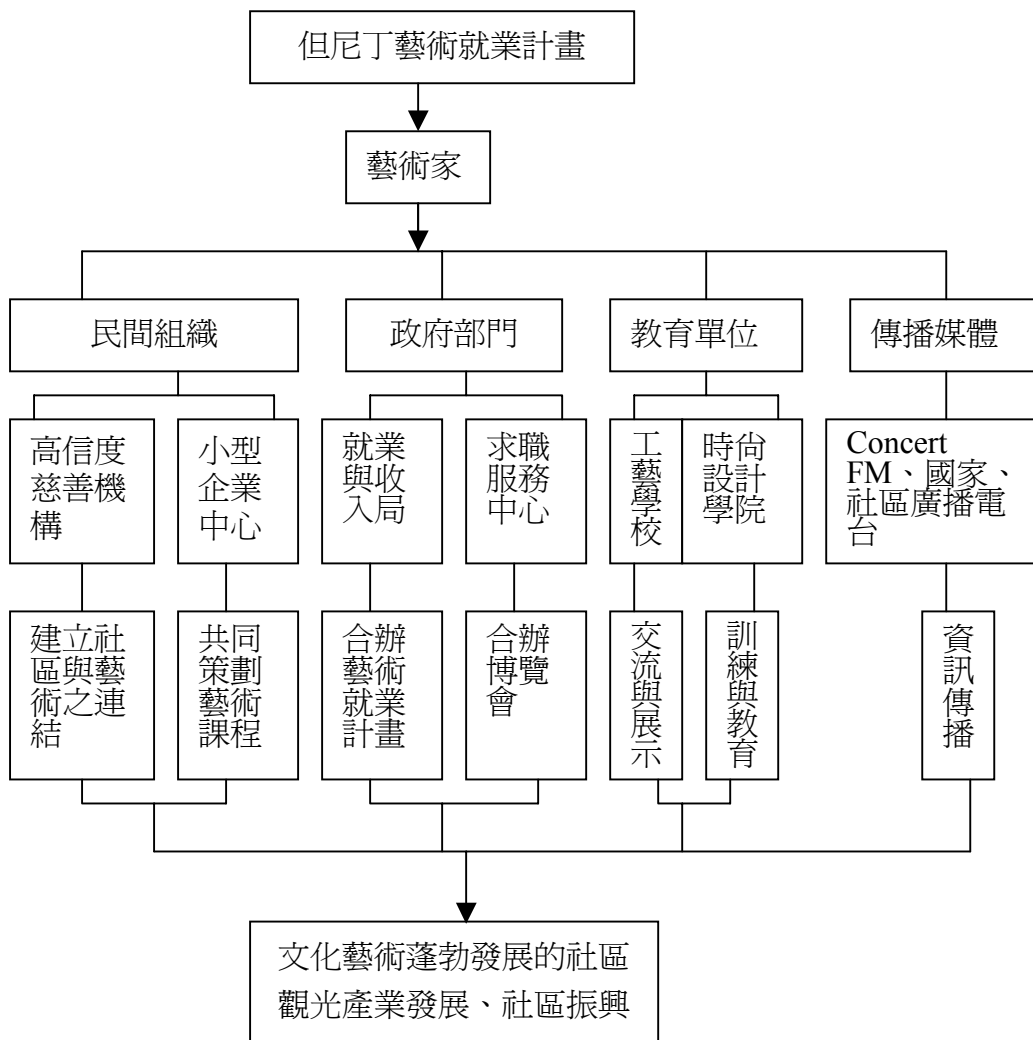 但尼丁藝術就業計畫
藝術家
民間組織
政府部門
教育單位
傳播媒體
高信度
慈善機
構
小型
企業
中心
就業
與收
入局
求職
服務
中心
工藝學校
時尚
設計
學院
Concert
FM、國家、
社區廣播電
台
建立社
區與藝
術之連
結
共同
策劃
藝術
課程
合辦
藝術
就業
計畫
合辦
博覽
會
交流與展示
訓練與教育
資訊傳播
文化藝術蓬勃發展的社區
觀光產業發展、社區振興